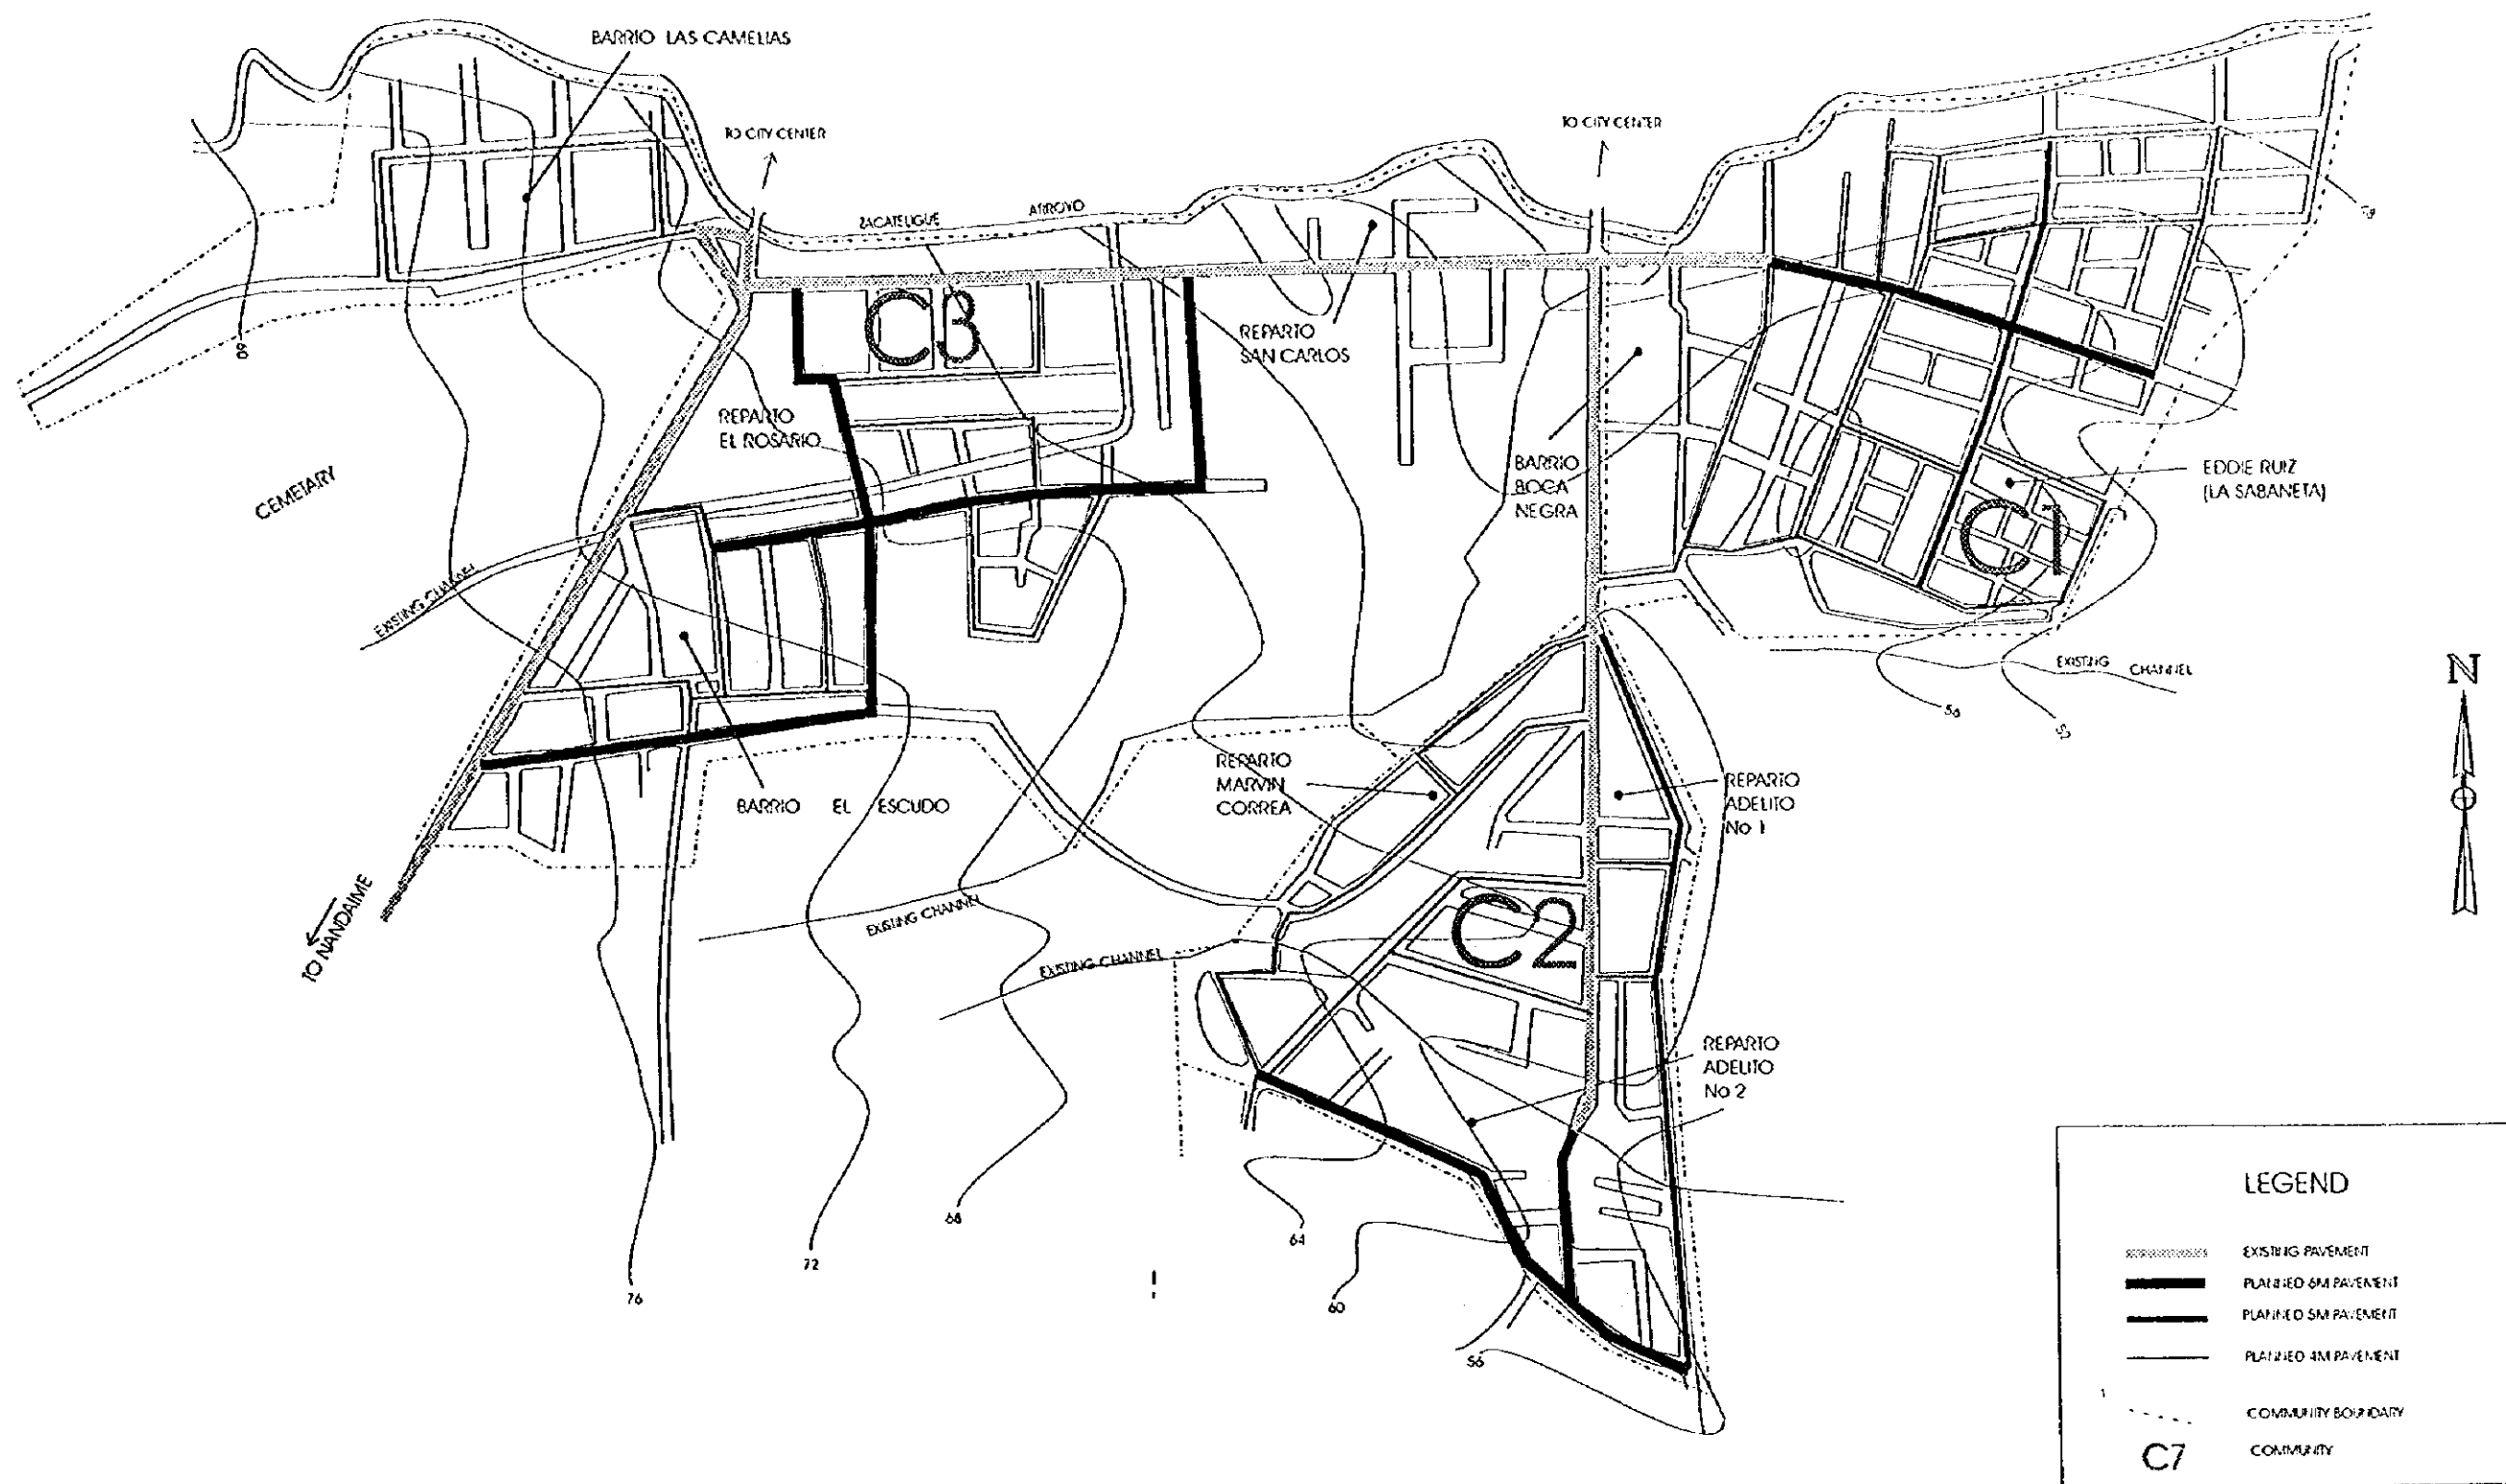 BARRIO LAS CAMELIAS
TO CITY CENTER
TO CITY CENTER
ZACATELIGUE ARROYO
C3
REPARTO
SAN CARLOS
REPARTO
EL ROSARIO
CEMETARY
80
BARRIO
BOCA
NEGRA
EDDIE RUIZ
(LA SABANETA)
C1
EXISTING CHANNEL
EXISTING CHANNEL
56
N
REPARTO
MARVIN
CORREA
REPARTO
ADELITO
No 1
BARRIO EL ESCUDO
TO NANDAIME
EXISTING CHANNEL
EXISTING CHANNEL
C2
REPARTO
ADELITO
No 2
68
64
72
76
60
56
LEGEND
EXISTING PAVEMENT
PLANNED 6M PAVEMENT
PLANNED 5M PAVEMENT
PLANNED 4M PAVEMENT
COMMUNITY BOUNDARY
C7 COMMUNITY